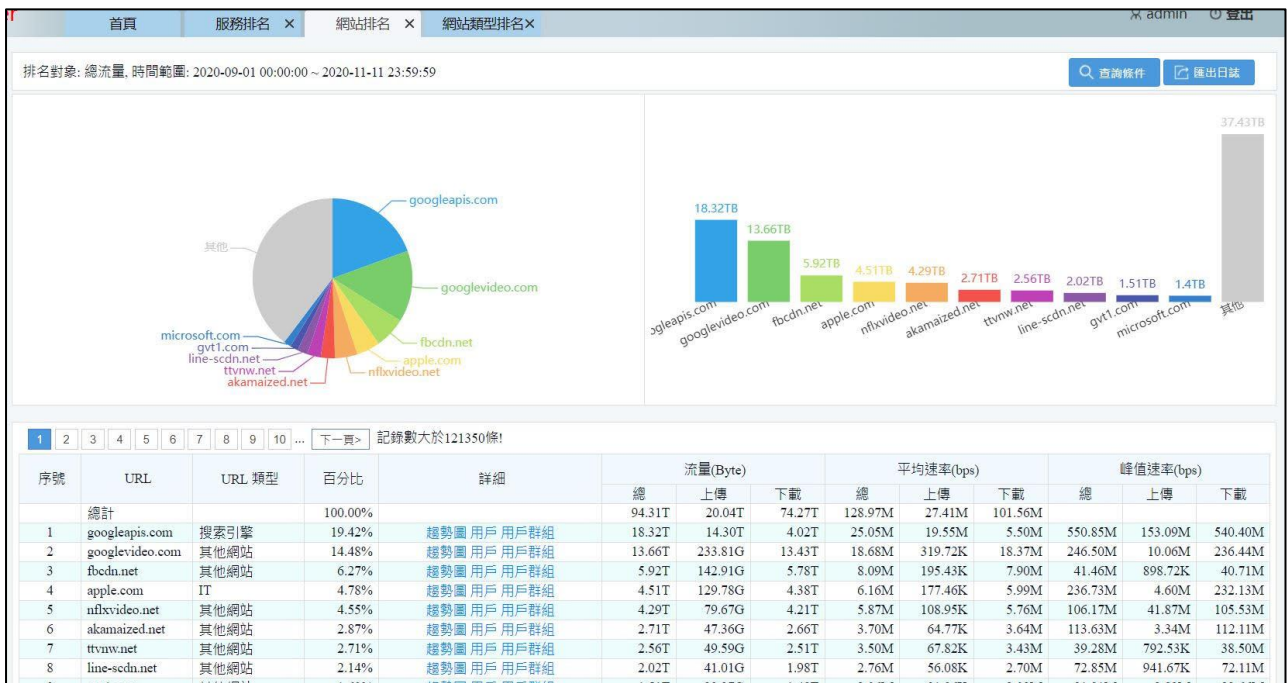 admin 登出
首頁 服務排名 × 網站排名 × 網站類型排名×
排名對象: 總流量, 時間範圍: 2020-09-01 00:00:00 ~ 2020-11-11 23:59:59
查詢條件 匯出日誌
googleapis.com
googlevideo.com
fbcdn.net
apple.com
nflxvideo.net
akamaized.net
ttvnw.net
line-scdn.net
gvt1.com
microsoft.com
其他
18.32TB 13.66TB 5.92TB 4.51TB 4.29TB 2.71TB 2.56TB 2.02TB 1.51TB 1.4TB 37.43TB
ogleapis.com googlevideo.com fbcdn.net apple.com nflxvideo.net akamaized.net ttvnw.net line-scdn.net gvt1.com microsoft.com 其他
1 2 3 4 5 6 7 8 9 10 ... 下一頁> 記錄數大於121350條!
序號 URL URL 類型 百分比 詳細 流量(Byte) 平均速率(bps) 峰值速率(bps)
總 上傳 下載 總 上傳 下載 總 上傳 下載
總計 100.00% 94.31T 20.04T 74.27T 128.97M 27.41M 101.56M
1 googleapis.com 搜索引擎 19.42% 趨勢圖 用戶 用戶群組 18.32T 14.30T 4.02T 25.05M 19.55M 5.50M 550.85M 153.09M 540.40M
2 googlevideo.com 其他網站 14.48% 趨勢圖 用戶 用戶群組 13.66T 233.81G 13.43T 18.68M 319.72K 18.37M 246.50M 10.06M 236.44M
3 fbcdn.net 其他網站 6.27% 趨勢圖 用戶 用戶群組 5.92T 142.91G 5.78T 8.09M 195.43K 7.90M 41.46M 898.72K 40.71M
4 apple.com IT 4.78% 趨勢圖 用戶 用戶群組 4.51T 129.78G 4.38T 6.16M 177.46K 5.99M 236.73M 4.60M 232.13M
5 nflxvideo.net 其他網站 4.55% 趨勢圖 用戶 用戶群組 4.29T 79.67G 4.21T 5.87M 108.95K 5.76M 106.17M 41.87M 105.53M
6 akamaized.net 其他網站 2.87% 趨勢圖 用戶 用戶群組 2.71T 47.36G 2.66T 3.70M 64.77K 3.64M 113.63M 3.34M 112.11M
7 ttvnw.net 其他網站 2.71% 趨勢圖 用戶 用戶群組 2.56T 49.59G 2.51T 3.50M 67.82K 3.43M 39.28M 792.53K 38.50M
8 line-scdn.net 其他網站 2.14% 趨勢圖 用戶 用戶群組 2.02T 41.01G 1.98T 2.76M 56.08K 2.70M 72.85M 941.67K 72.11M